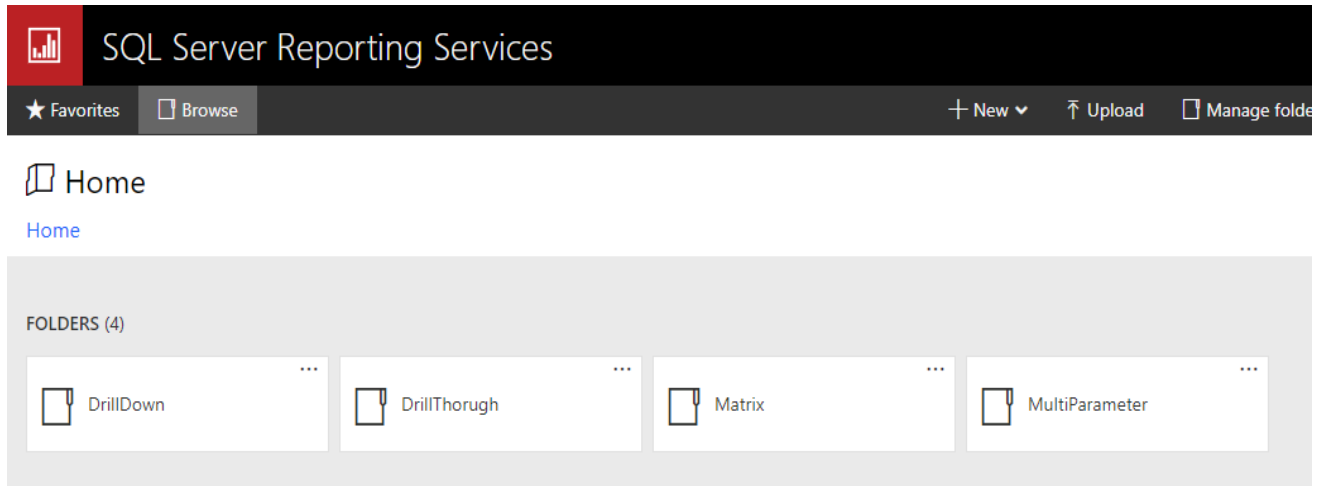 SQL Server Reporting Services
Favorites Browse New Upload Manage folde
Home
Home
FOLDERS (4)
DrillDown DrillThorugh Matrix MultiParameter